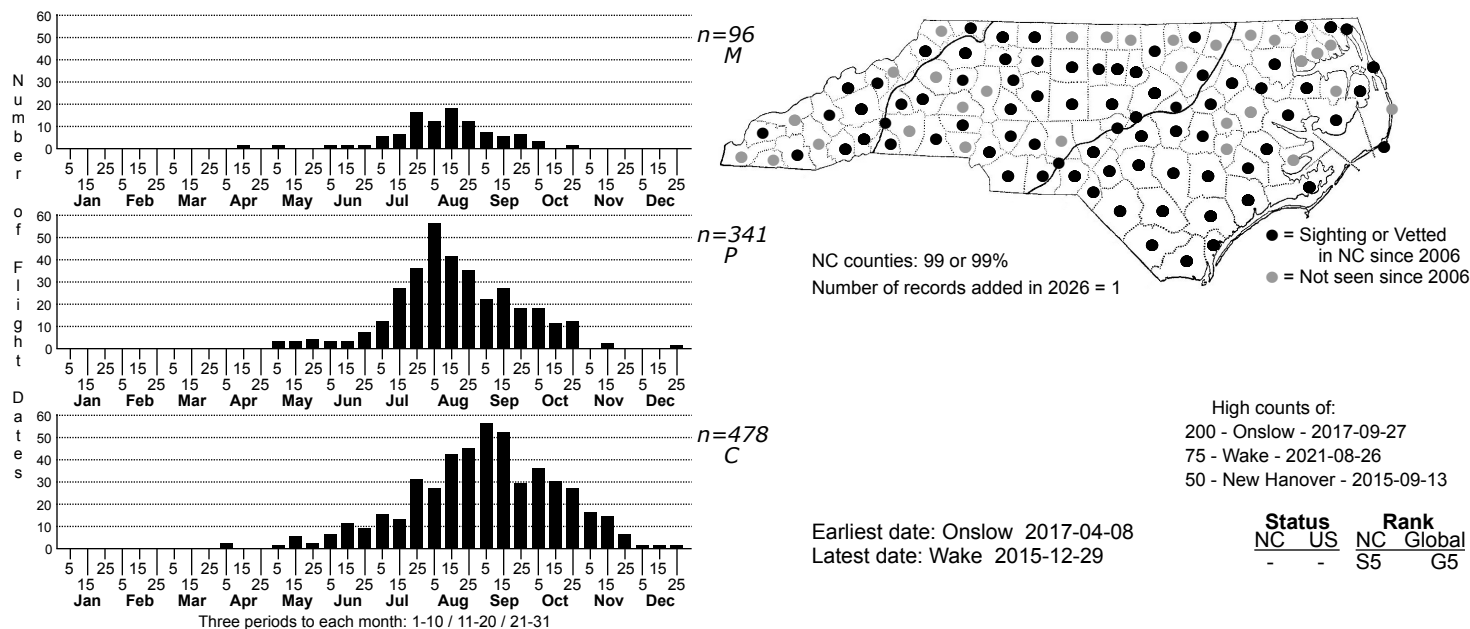 Number of Flight Dates
60
50
40
30
20
10
0
n=96
M
5 25 15 5 25 15 5 25 15 5 25 15 5 25 15 5 25 15
15 5 25 15 5 25 15 5 25 15 5 25 15 5 25 15 5 25
Jan Feb Mar Apr May Jun Jul Aug Sep Oct Nov Dec
60
50
40
30
20
10
0
n=341
P
5 25 15 5 25 15 5 25 15 5 25 15 5 25 15 5 25 15
15 5 25 15 5 25 15 5 25 15 5 25 15 5 25 15 5 25
Jan Feb Mar Apr May Jun Jul Aug Sep Oct Nov Dec
60
50
40
30
20
10
0
n=478
C
5 25 15 5 25 15 5 25 15 5 25 15 5 25 15 5 25 15
15 5 25 15 5 25 15 5 25 15 5 25 15 5 25 15 5 25
Jan Feb Mar Apr May Jun Jul Aug Sep Oct Nov Dec
Three periods to each month: 1-10 / 11-20 / 21-31
NC counties: 99 or 99%
Number of records added in 2026 = 1
= Sighting or Vetted
in NC since 2006
= Not seen since 2006
High counts of:
200 - Onslow - 2017-09-27
75 - Wake - 2021-08-26
50 - New Hanover - 2015-09-13
Earliest date: Onslow 2017-04-08
Latest date: Wake 2015-12-29
Status Rank
NC US NC Global
- - S5 G5